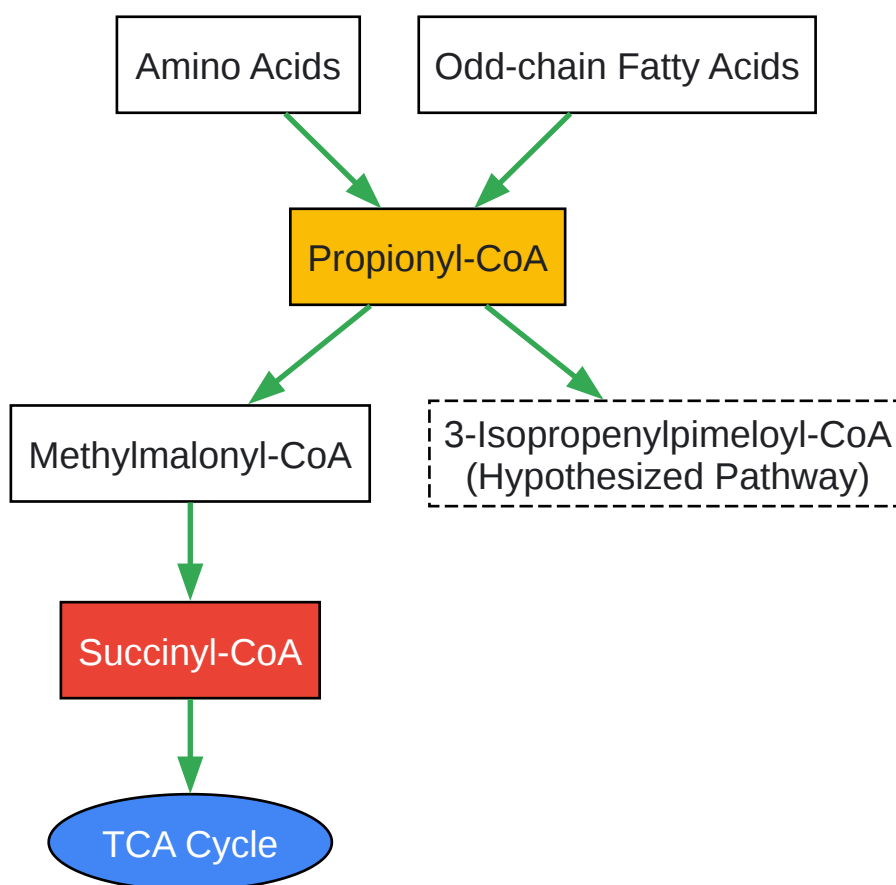 Amino Acids
Odd-chain Fatty Acids
Propionyl-CoA
Methylmalonyl-CoA
3-Isopropenylpimeloyl-CoA
(Hypothesized Pathway)
Succinyl-CoA
TCA Cycle